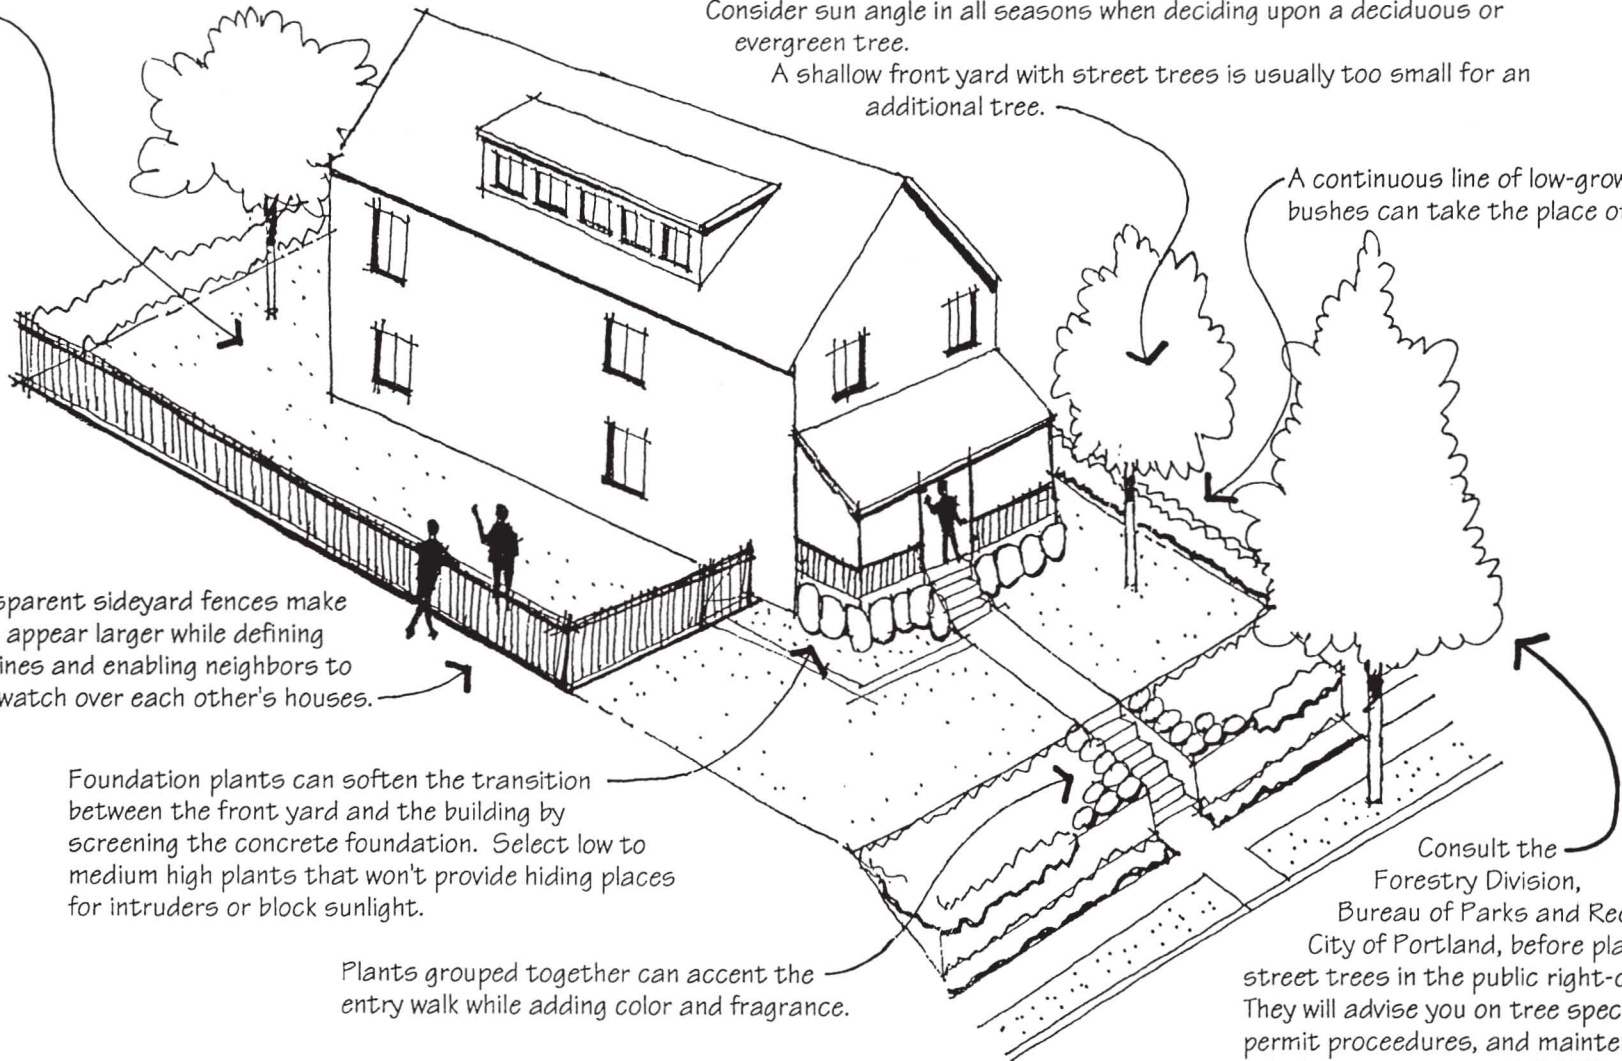 Consider sun angle in all seasons when deciding upon a deciduous or
evergreen tree.
A shallow front yard with street trees is usually too small for an
additional tree.
A continuous line of low-grow
bushes can take the place o
sparent sideyard fences make
appear larger while defining
ines and enabling neighbors to
watch over each other's houses.
Foundation plants can soften the transition
between the front yard and the building by
screening the concrete foundation. Select low to
medium high plants that won't provide hiding places
for intruders or block sunlight.
Plants grouped together can accent the
entry walk while adding color and fragrance.
Consult the
Forestry Division,
Bureau of Parks and Rec
City of Portland, before pla
street trees in the public right-o
They will advise you on tree spec
permit proceedures, and mainte